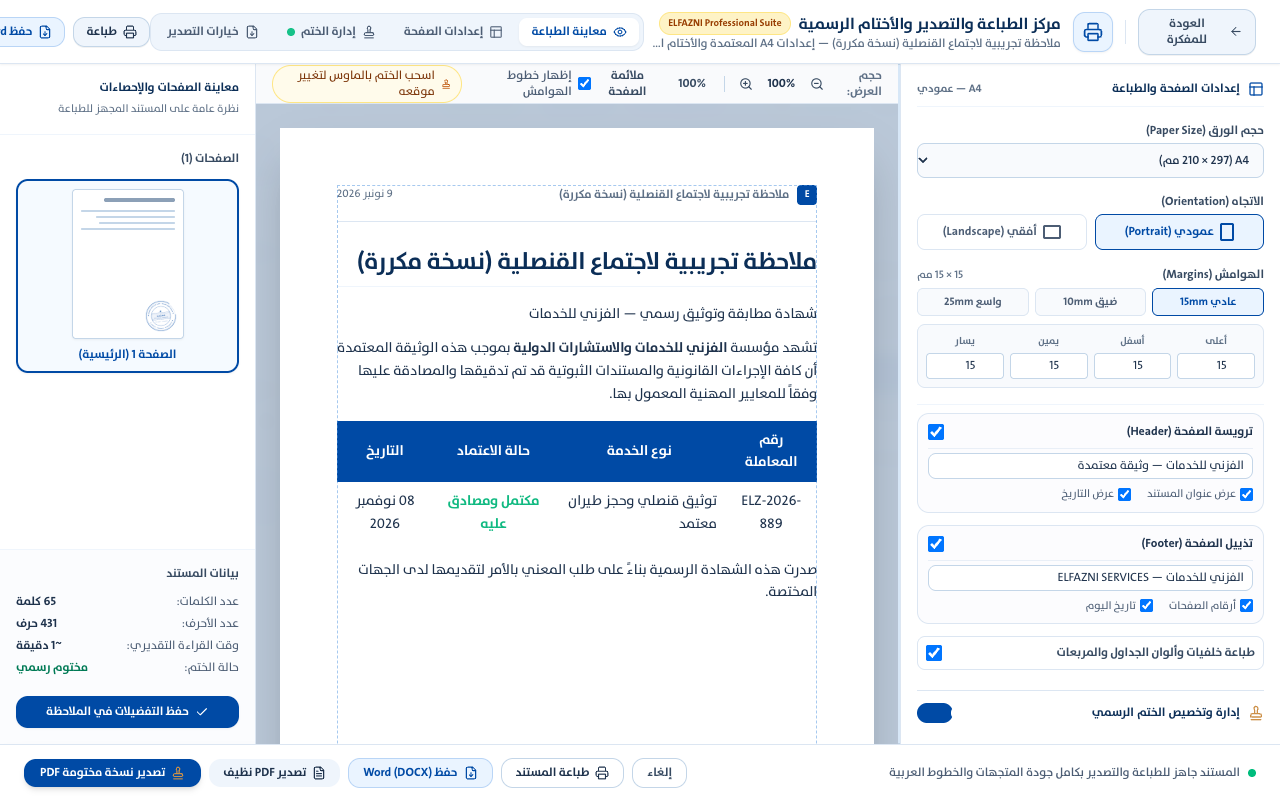 العودة للمفكرة
مركز الطباعة والتصدير والأختام الرسمية
ELFAZNI Professional Suite
ملاحظة تجريبية لاجتماع القنصلية (نسخة مكررة) — إعدادات A4 المعتمدة والأختام ا...
معاينة الطباعة
إعدادات الصفحة
إدارة الختم
خيارات التصدير
طباعة
حفظ
إعدادات الصفحة والطباعة
A4 — عمودي
حجم الورق (Paper Size)
A4 (210 × 297 مم)
الاتجاه (Orientation)
عمودي (Portrait)
أفقي (Landscape)
الهوامش (Margins)
15 × 15 مم
عادي 15mm
ضيق 10mm
واسع 25mm
أعلى
أسفل
يمين
يسار
15
15
15
15
ترويسة الصفحة (Header)
الفزني للخدمات — وثيقة معتمدة
عرض عنوان المستند
عرض التاريخ
تذييل الصفحة (Footer)
الفزني للخدمات — ELFAZNI SERVICES
أرقام الصفحات
تاريخ اليوم
طباعة خلفيات وألوان الجداول والمربعات
إدارة وتخصيص الختم الرسمي
حجم العرض:
100%
100%
ملائمة الصفحة
إظهار خطوط الهوامش
اسحب الختم بالماوس لتغيير موقعه
E
ملاحظة تجريبية لاجتماع القنصلية (نسخة مكررة)
9 نونبر 2026
ملاحظة تجريبية لاجتماع القنصلية (نسخة مكررة)
شهادة مطابقة وتوثيق رسمي — الفزني للخدمات
تشهد مؤسسة الفزني للخدمات والاستشارات الدولية بموجب هذه الوثيقة المعتمدة
أن كافة الإجراءات القانونية والمستندات الثبوتية قد تم تدقيقها والمصادقة عليها
وفقاً للمعايير المهنية المعمول بها.
رقم المعاملة
نوع الخدمة
حالة الاعتماد
التاريخ
ELZ-2026-889
توثيق قنصلي وحجز طيران معتمد
مكتمل ومصادق عليه
08 نوفمبر 2026
صدرت هذه الشهادة الرسمية بناءً على طلب المعني بالأمر لتقديمها لدى الجهات
المختصة.
معاينة الصفحات والإحصاءات
نظرة عامة على المستند المجهز للطباعة
الصفحات (1)
الصفحة 1 (الرئيسية)
بيانات المستند
عدد الكلمات:
65 كلمة
عدد الأحرف:
431 حرف
وقت القراءة التقديري:
~1 دقيقة
حالة الختم:
مختوم رسمي
حفظ التفضيلات في الملاحظة
المستند جاهز للطباعة والتصدير بكامل جودة المتجهات والخطوط العربية
إلغاء
طباعة المستند
حفظ Word (DOCX)
تصدير PDF نظيف
تصدير نسخة مختومة PDF